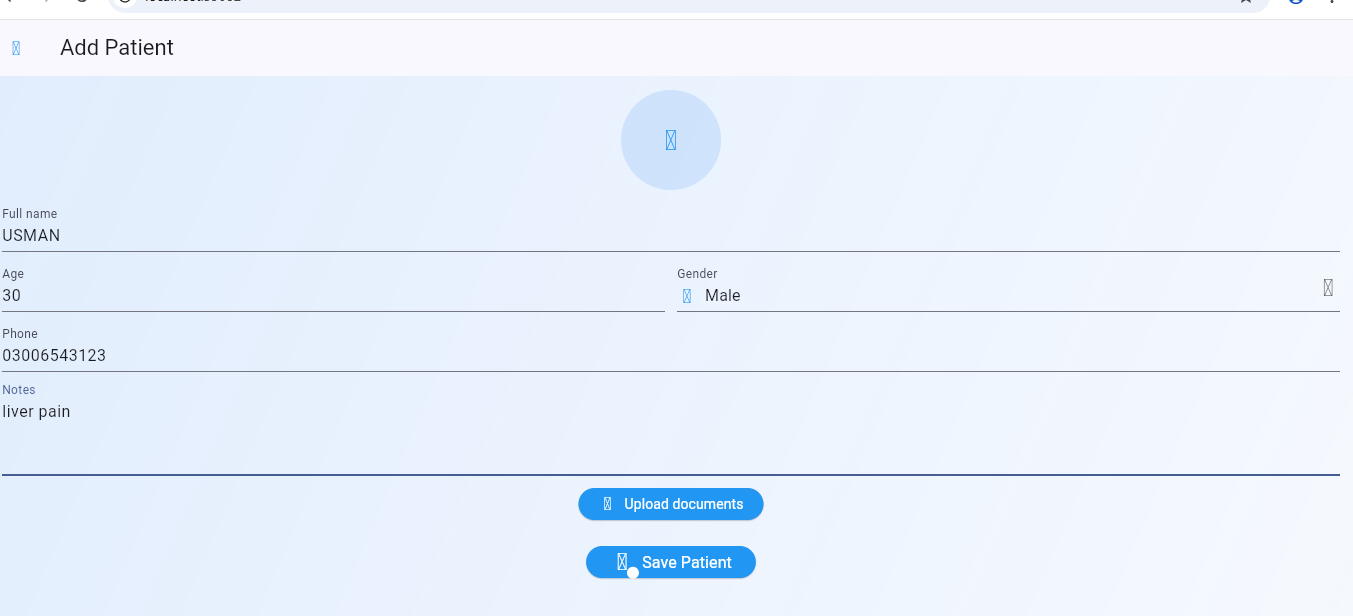 Add Patient
Full name
USMAN
Age
30
Gender
Male
Phone
03006543123
Notes
liver pain
Upload documents
Save Patient